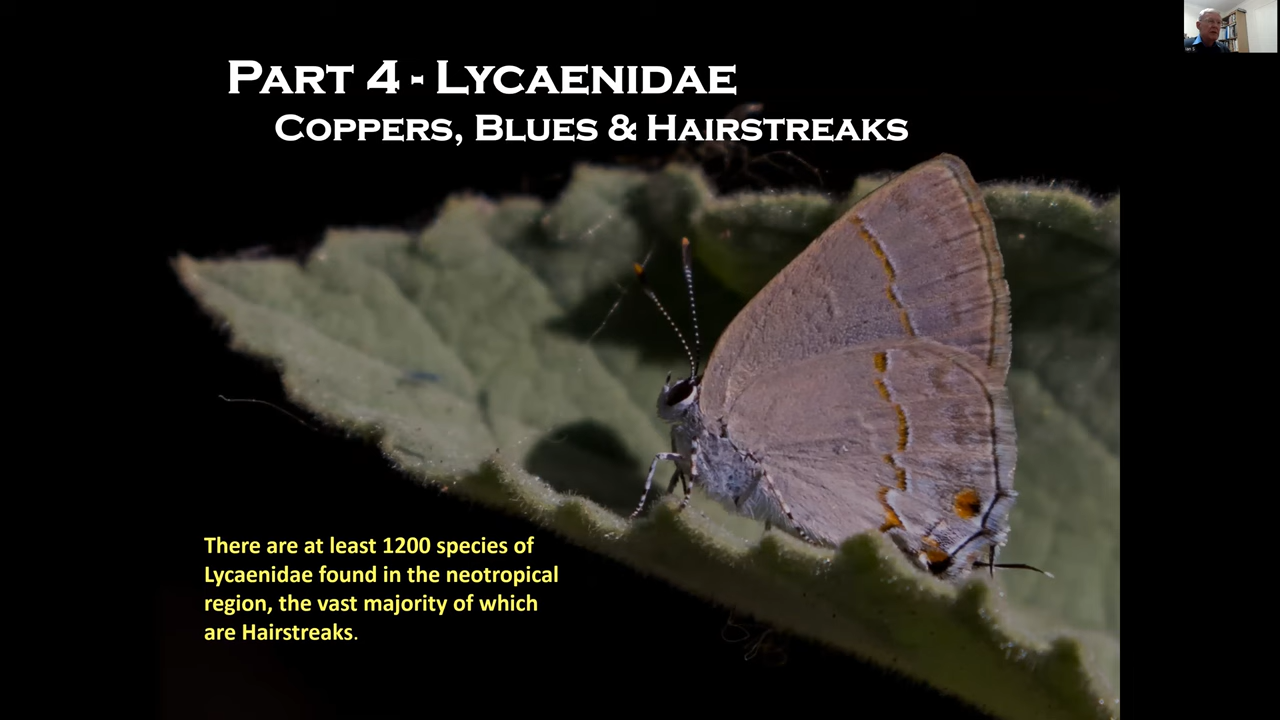 Part 4 - Lycaenidae
Coppers, Blues & Hairstreaks
There are at least 1200 species of
Lycaenidae found in the neotropical
region, the vast majority of which
are Hairstreaks.